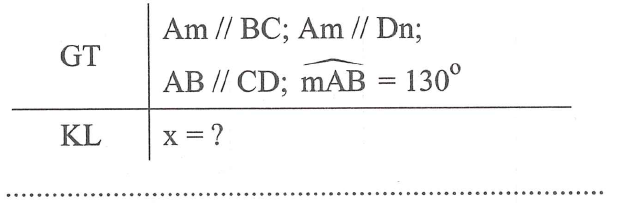 Am // BC; Am // Dn;
GT
AB // CD; mAB = 130°
KL x = ?